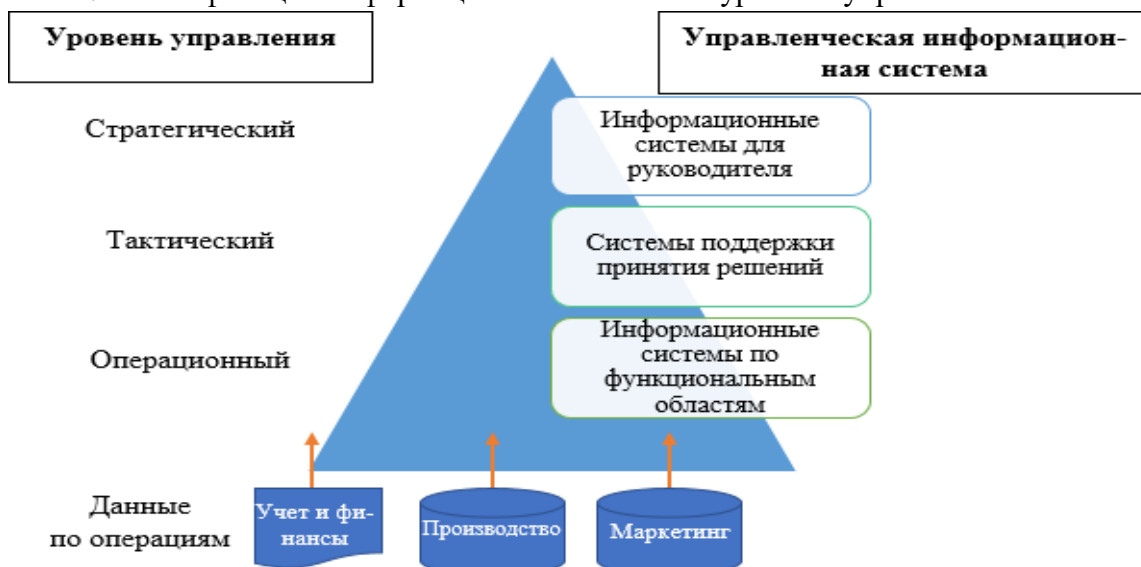 Уровень управления
Управленческая информацион-
ная система
Стратегический
Информационные
системы для
руководителя
Тактический
Системы поддержки
принятия решений
Операционный
Информационные
системы по
функциональным
областям
Данные
по операциям
Учет и фи-
нансы
Производство
Маркетинг